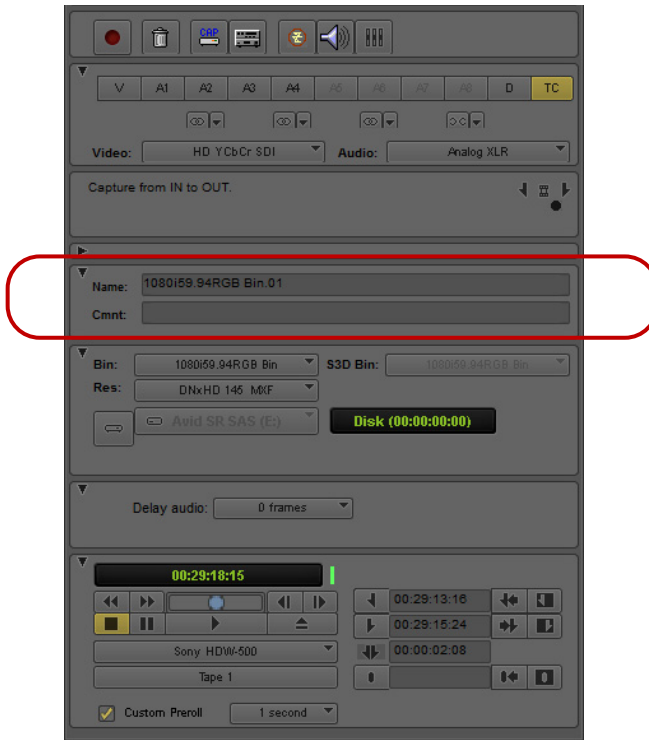 CAP
V A1 A2 A3 A4 A5 A6 A7 A8 D TC
Video: HD YCbCr SDI Audio: Analog XLR
Capture from IN to OUT.
Name: 1080i59.94RGB Bin.01
Cmnt:
Bin: 1080i59.94RGB Bin S3D Bin: 1080i59.94RGB Bin
Res: DNxHD 145 MXF
Avid SR SAS (E:) Disk (00:00:00:00)
Delay audio: 0 frames
00:29:18:15
00:29:13:16
00:29:15:24
Sony HDW-500 00:00:02:08
Tape 1
Custom Preroll 1 second